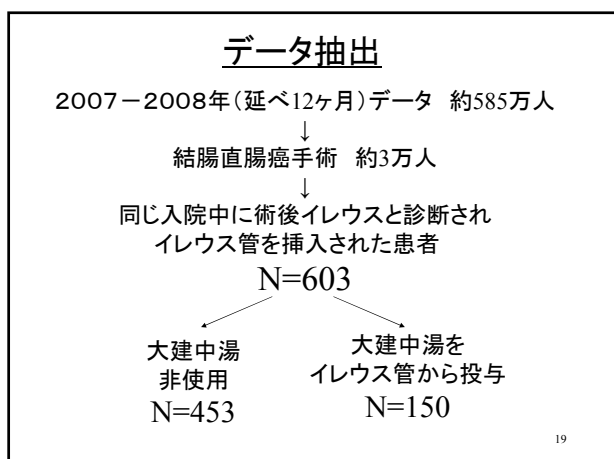 データ抽出
２００７－２００８年（延べ12ヶ月）データ 約585万人
↓
結腸直腸癌手術 約3万人
↓
同じ入院中に術後イレウスと診断され
イレウス管を挿入された患者
N=603
大建中湯
非使用
N=453
大建中湯を
イレウス管から投与
N=150
19